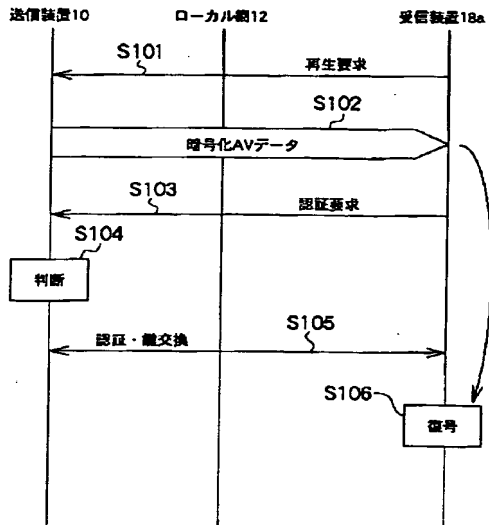 送信装置10
ローカル網12
受信装置18a
S101
再生要求
S102
暗号化AVデータ
S103
認証要求
S104
判断
認証・鍵交換
S105
S106
復号